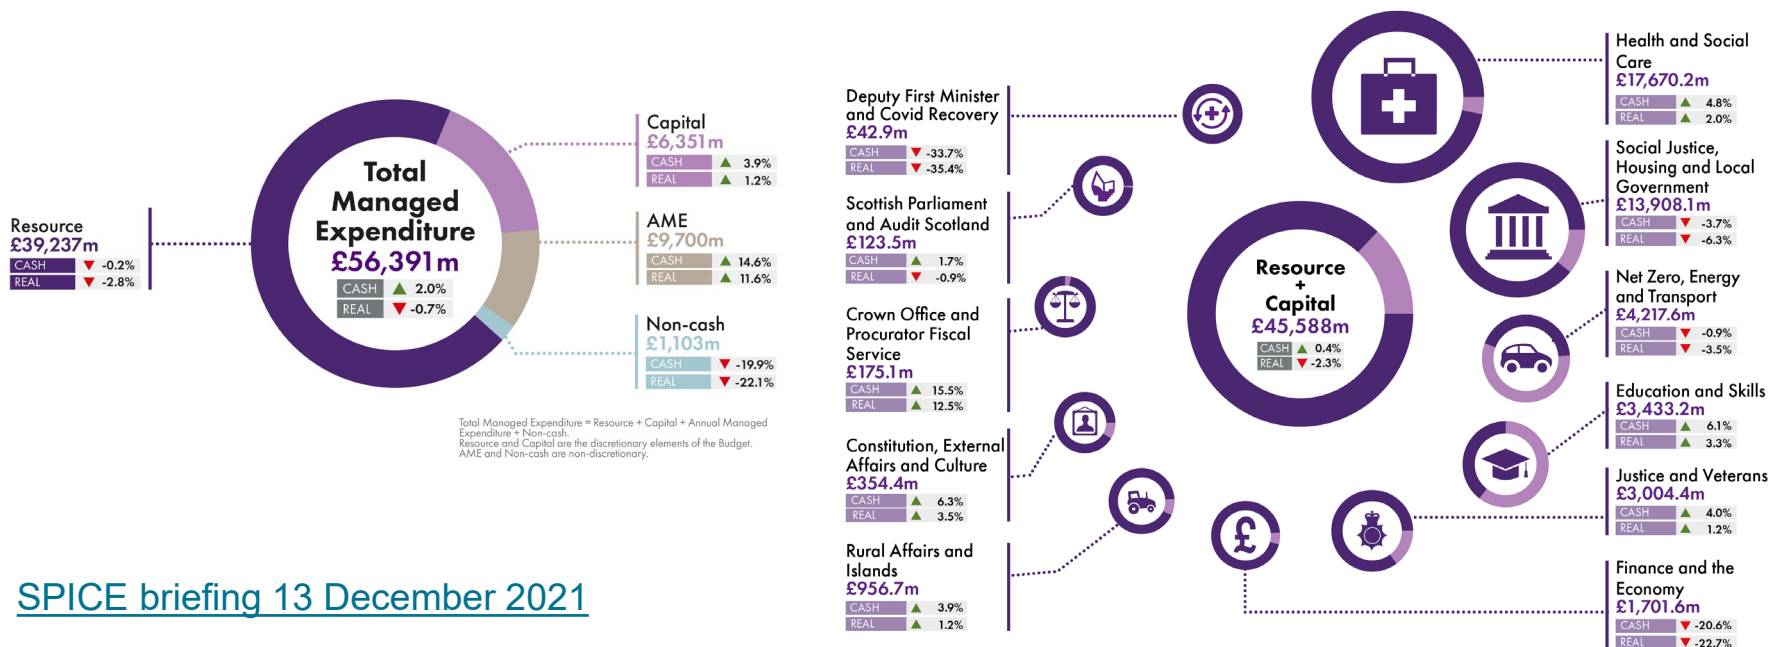 Resource
£39,237m
CASH -0.2%
REAL -2.8%
Total
Managed
Expenditure
£56,391m
CASH 2.0%
REAL -0.7%
Capital
£6,351m
CASH 3.9%
REAL 1.2%
AME
£9,700m
CASH 14.6%
REAL 11.6%
Non-cash
£1,103m
CASH -19.9%
REAL -22.1%
Total Managed Expenditure = Resource + Capital + Annual Managed
Expenditure + Non-cash.
Resource and Capital are the discretionary elements of the Budget.
AME and Non-cash are non-discretionary.
SPICE briefing 13 December 2021
Deputy First Minister
and Covid Recovery
£42.9m
CASH -33.7%
REAL -35.4%
Scottish Parliament
and Audit Scotland
£123.5m
CASH 1.7%
REAL -0.9%
Crown Office and
Procurator Fiscal
Service
£175.1m
CASH 15.5%
REAL 12.5%
Constitution, External
Affairs and Culture
£354.4m
CASH 6.3%
REAL 3.5%
Rural Affairs and
Islands
£956.7m
CASH 3.9%
REAL 1.2%
Resource
+
Capital
£45,588m
CASH 0.4%
REAL -2.3%
£
Health and Social
Care
£17,670.2m
CASH 4.8%
REAL 2.0%
Social Justice,
Housing and Local
Government
£13,908.1m
CASH -3.7%
REAL -6.3%
Net Zero, Energy
and Transport
£4,217.6m
CASH -0.9%
REAL -3.5%
Education and Skills
£3,433.2m
CASH 6.1%
REAL 3.3%
Justice and Veterans
£3,004.4m
CASH 4.0%
REAL 1.2%
Finance and the
Economy
£1,701.6m
CASH -20.6%
REAL -22.7%